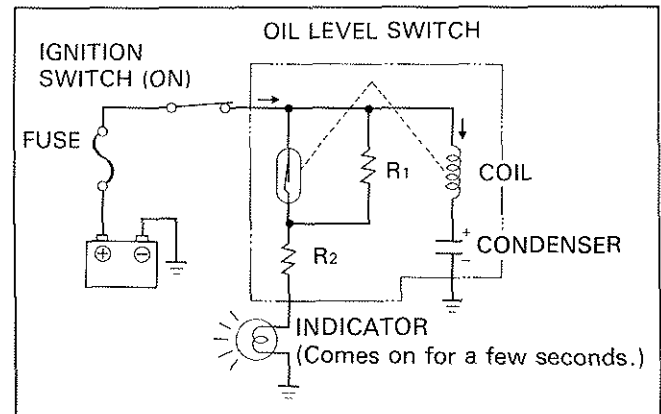 OIL LEVEL SWITCH
IGNITION
SWITCH (ON)
FUSE
R1
COIL
+
CONDENSER
−
⊕ ⊖
R2
INDICATOR
(Comes on for a few seconds.)